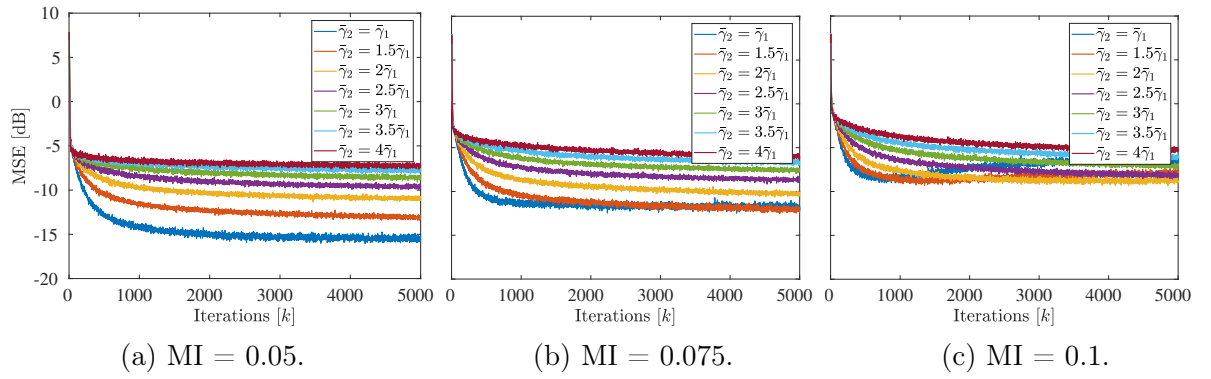 10
5
0
-5
-10
-15
-20
MSE [dB]
0 1000 2000 3000 4000 5000
Iterations [k]
γ̄₂ = γ̄₁
γ̄₂ = 1.5γ̄₁
γ̄₂ = 2γ̄₁
γ̄₂ = 2.5γ̄₁
γ̄₂ = 3γ̄₁
γ̄₂ = 3.5γ̄₁
γ̄₂ = 4γ̄₁
(a) MI = 0.05.
0 1000 2000 3000 4000 5000
Iterations [k]
γ̄₂ = γ̄₁
γ̄₂ = 1.5γ̄₁
γ̄₂ = 2γ̄₁
γ̄₂ = 2.5γ̄₁
γ̄₂ = 3γ̄₁
γ̄₂ = 3.5γ̄₁
γ̄₂ = 4γ̄₁
(b) MI = 0.075.
0 1000 2000 3000 4000 5000
Iterations [k]
γ̄₂ = γ̄₁
γ̄₂ = 1.5γ̄₁
γ̄₂ = 2γ̄₁
γ̄₂ = 2.5γ̄₁
γ̄₂ = 3γ̄₁
γ̄₂ = 3.5γ̄₁
γ̄₂ = 4γ̄₁
(c) MI = 0.1.